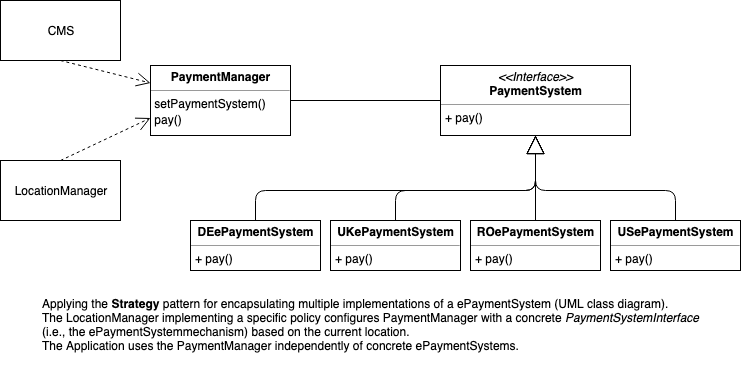 CMS
PaymentManager
setPaymentSystem()
pay()
<<Interface>>
PaymentSystem
+ pay()
LocationManager
DEePaymentSystem
+ pay()
UKePaymentSystem
+ pay()
ROePaymentSystem
+ pay()
USePaymentSystem
+ pay()
Applying the Strategy pattern for encapsulating multiple implementations of a ePaymentSystem (UML class diagram).
The LocationManager implementing a specific policy configures PaymentManager with a concrete PaymentSystemInterface
(i.e., the ePaymentSystemmechanism) based on the current location.
The Application uses the PaymentManager independently of concrete ePaymentSystems.